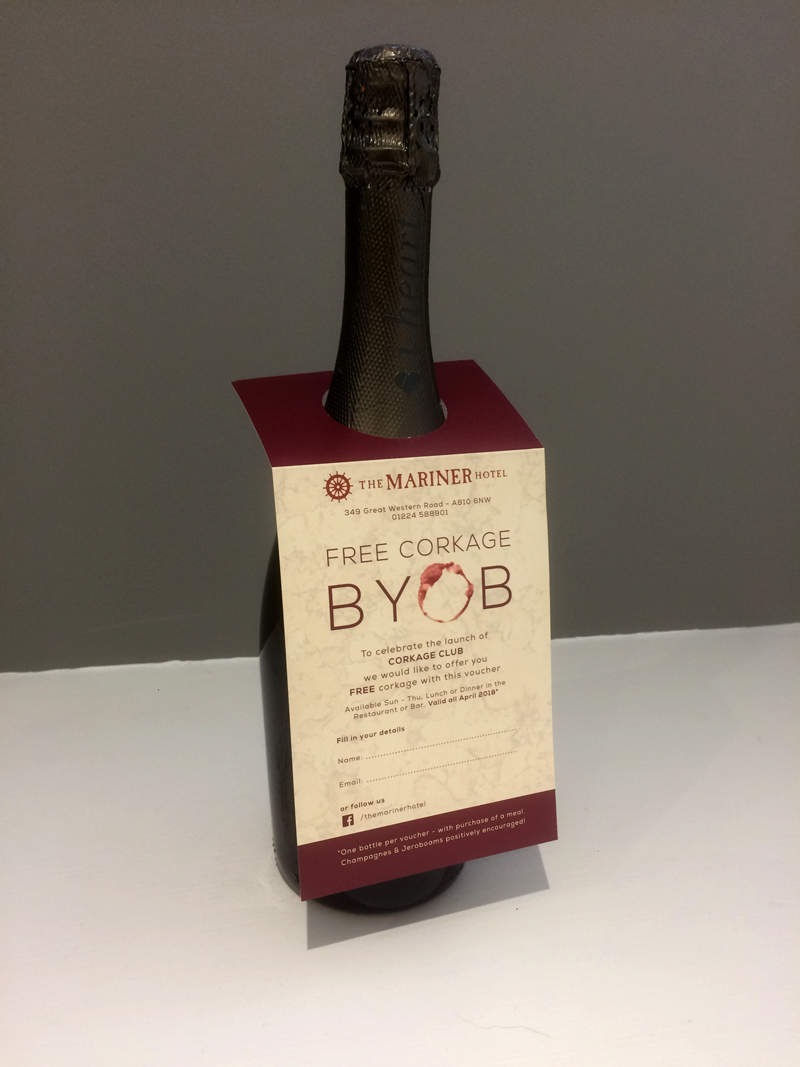 i heart
THE MARINER HOTEL
349 Great Western Road - AB10 6NW
01224 588901
FREE CORKAGE
BYOB
To celebrate the launch of
CORKAGE CLUB
we would like to offer you
FREE corkage with this voucher
Available Sun - Thu, Lunch or Dinner in the
Restaurant or Bar. Valid all April 2018*
Fill in your details
Name:
Email:
or follow us
f /themarinerhotel
*One bottle per voucher - with purchase of a meal.
Champagnes & Jeroboams positively encouraged!